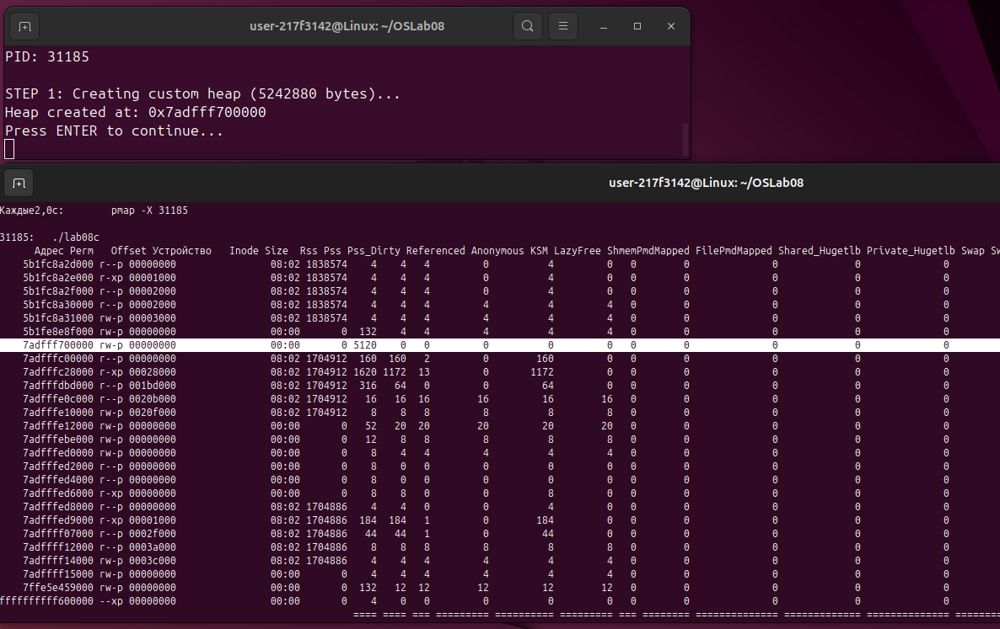 user-217f3142@Linux: ~/OSLab08
PID: 31185
STEP 1: Creating custom heap (5242880 bytes)...
Heap created at: 0x7adfff700000
Press ENTER to continue...
user-217f3142@Linux: ~/OSLab08
Каждые2,0с: pmap -X 31185
31185: ./lab08c
Адрес Регм Offset Устройство Inode Size Rss Pss Pss_Dirty Referenced Anonymous KSM LazyFree ShmemPmdMapped FilePmdMapped Shared_Hugetlb Private_Hugetlb Swap Sw
5b1fc8a2d000 r--p 00000000 08:02 1838574 4 4 4 0 4 0 0 0 0 0 0
5b1fc8a2e000 r-xp 00001000 08:02 1838574 4 4 4 0 4 0 0 0 0 0 0
5b1fc8a2f000 r--p 00002000 08:02 1838574 4 4 4 0 4 0 0 0 0 0 0
5b1fc8a30000 r--p 00002000 08:02 1838574 4 4 4 4 4 4 0 0 0 0 0
5b1fc8a31000 rw-p 00003000 08:02 1838574 4 4 4 4 4 4 0 0 0 0 0
5b1fe8e8f000 rw-p 00000000 00:00 0 132 4 4 4 4 4 0 0 0 0 0
7adfff700000 rw-p 00000000 00:00 0 5120 0 0 0 0 0 0 0 0 0 0
7adfffc00000 r--p 00000000 08:02 1704912 160 160 2 0 160 0 0 0 0 0 0
7adfffc28000 r-xp 00028000 08:02 1704912 1620 1172 13 0 1172 0 0 0 0 0 0
7adfffdbd000 r--p 001bd000 08:02 1704912 316 64 0 0 64 0 0 0 0 0 0
7adfffe0c000 r--p 0020b000 08:02 1704912 16 16 16 16 16 16 0 0 0 0 0
7adfffe10000 rw-p 0020f000 08:02 1704912 8 8 8 8 8 8 0 0 0 0 0
7adfffe12000 rw-p 00000000 00:00 0 52 20 20 20 20 20 0 0 0 0 0
7adfffebe000 rw-p 00000000 00:00 0 12 8 8 8 8 8 0 0 0 0 0
7adfffed0000 rw-p 00000000 00:00 0 8 4 4 4 4 4 0 0 0 0 0
7adfffed2000 r--p 00000000 00:00 0 8 0 0 0 0 0 0 0 0 0 0
7adfffed4000 r--p 00000000 00:00 0 8 0 0 0 0 0 0 0 0 0 0
7adfffed6000 r-xp 00000000 00:00 0 8 8 0 0 8 0 0 0 0 0 0
7adfffed8000 r--p 00000000 08:02 1704886 4 4 0 0 4 0 0 0 0 0 0
7adfffed9000 r-xp 00001000 08:02 1704886 184 184 1 0 184 0 0 0 0 0 0
7adffff07000 r--p 0002f000 08:02 1704886 44 44 1 0 44 0 0 0 0 0 0
7adffff12000 r--p 0003a000 08:02 1704886 8 8 8 8 8 8 0 0 0 0 0
7adffff14000 rw-p 0003c000 08:02 1704886 4 4 4 4 4 4 0 0 0 0 0
7adffff15000 rw-p 00000000 00:00 0 4 4 4 4 4 4 0 0 0 0 0
7ffe5e459000 rw-p 00000000 00:00 0 132 12 12 12 12 12 0 0 0 0 0
ffffffffff600000 --xp 00000000 00:00 0 4 0 0 0 0 0 0 0 0 0 0
==== ==== === ========= ========== ========= === ======== ============== ============= ============== =============== ==== ==